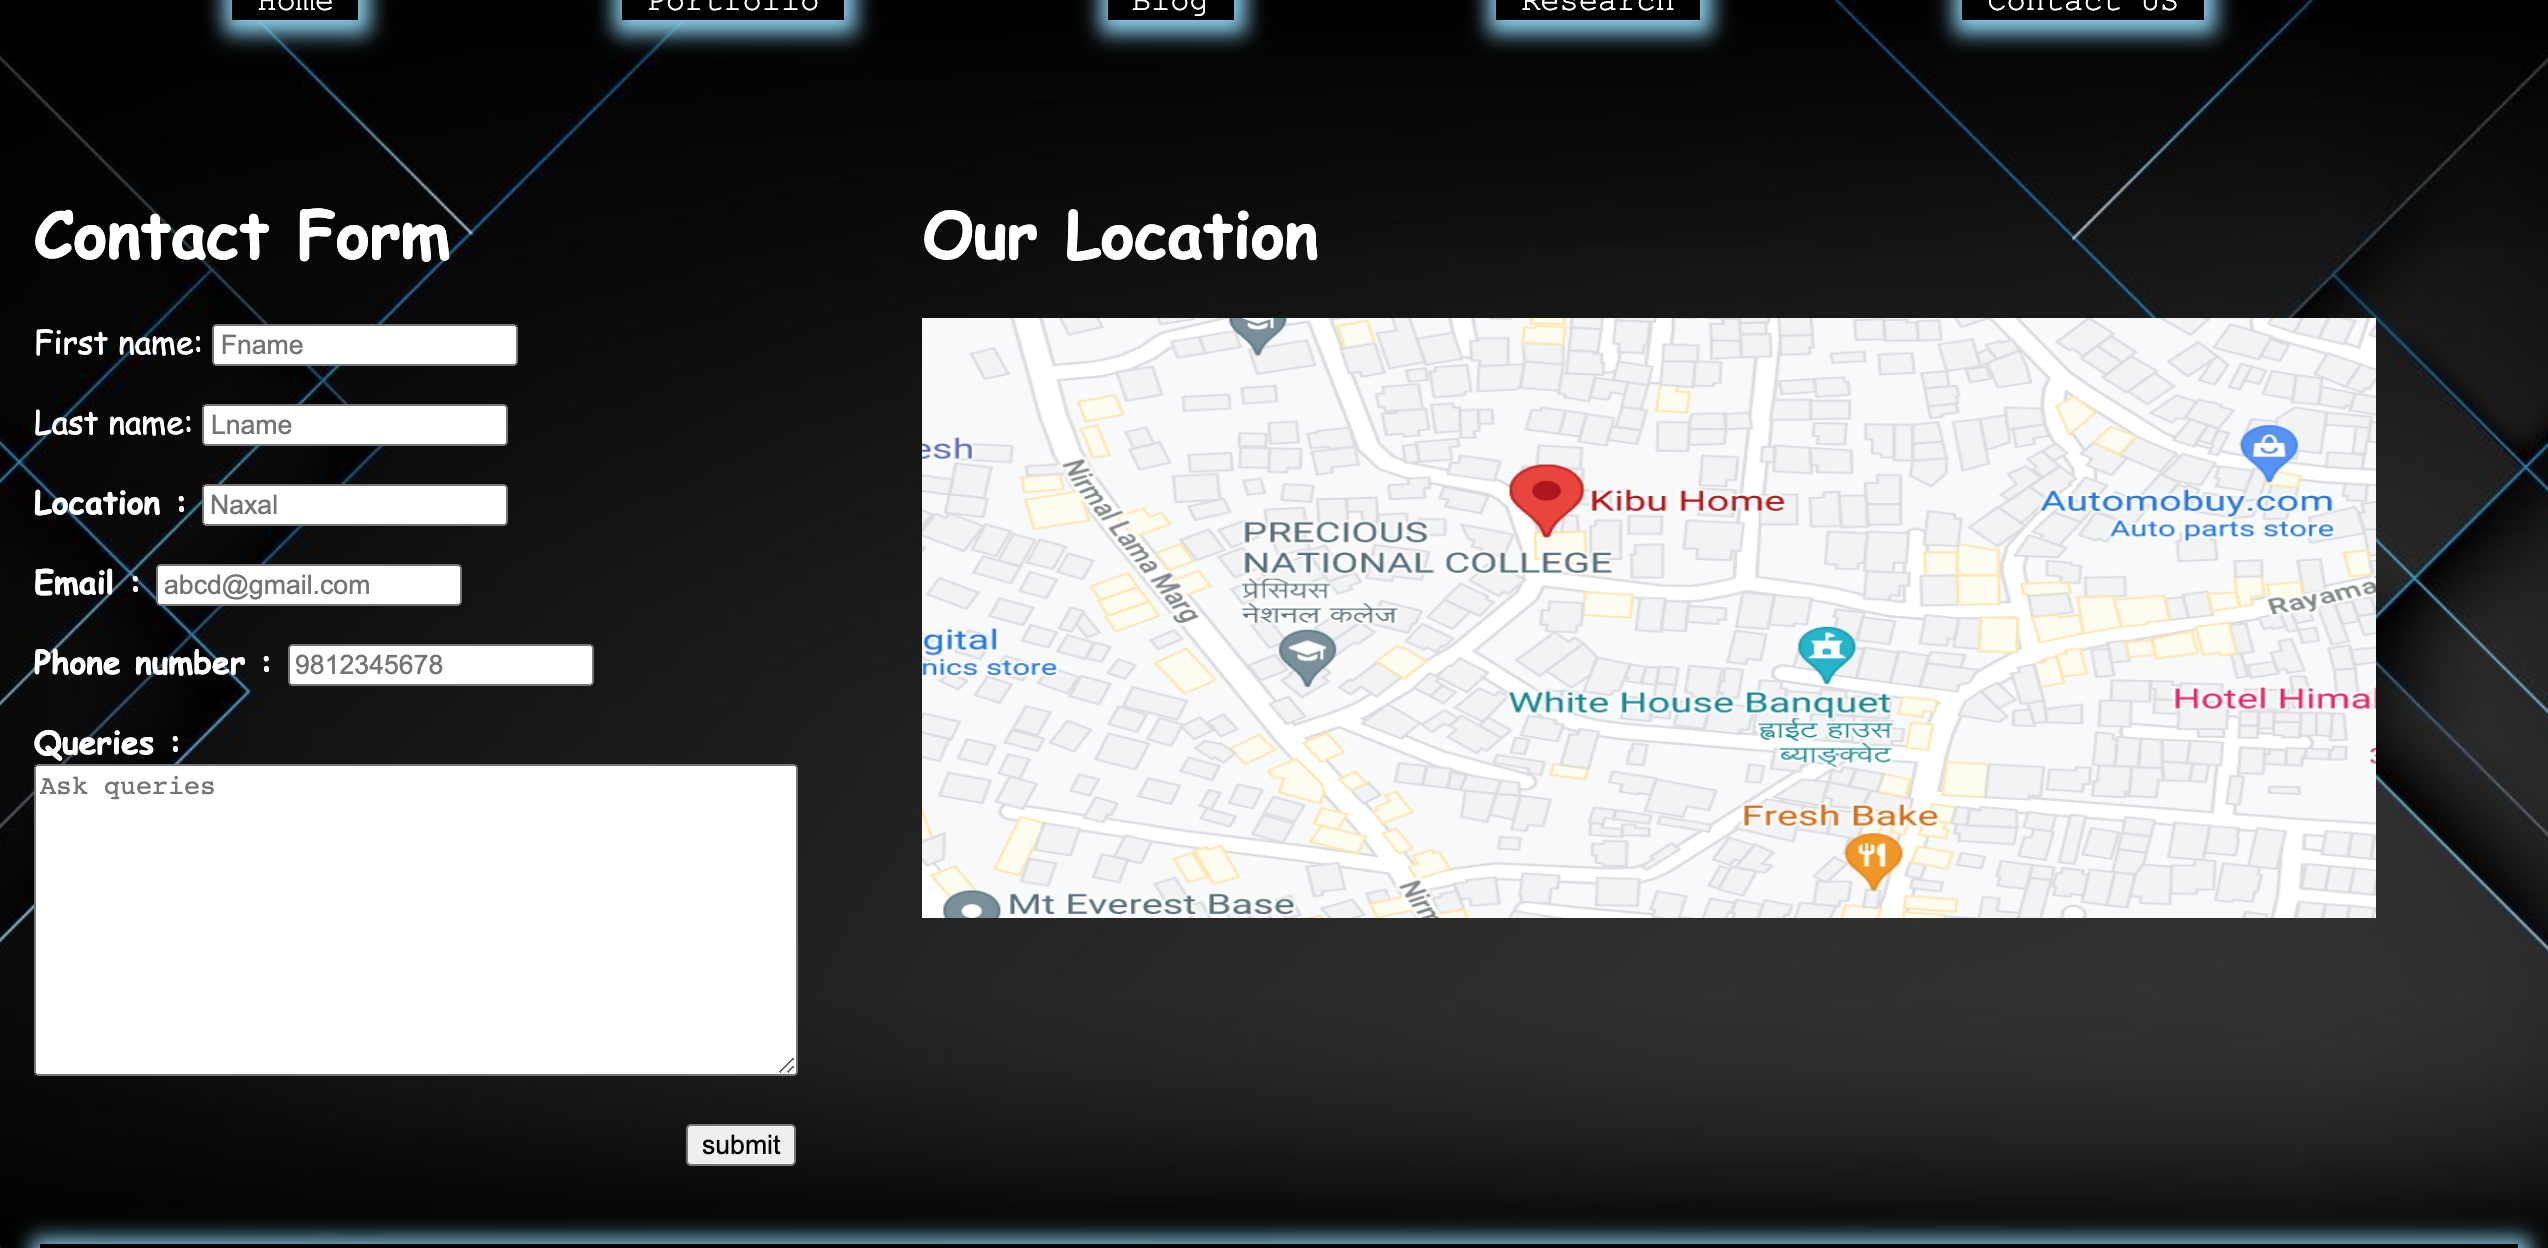 Home Portfolio Blog Research Contact US
Contact Form
First name: Fname
Last name: Lname
Location : Naxal
Email : abcd@gmail.com
Phone number : 9812345678
Queries :
Ask queries
submit
Our Location
esh
Nirmal Lama Marg
Kibu Home
Automobuy.com
Auto parts store
PRECIOUS
NATIONAL COLLEGE
प्रेसियस
नेशनल कलेज
Rayama
gital
nics store
White House Banquet
ह्वाईट हाउस
ब्याङ्क्वेट
Hotel Himal
Fresh Bake
Mt Everest Base
Nirm